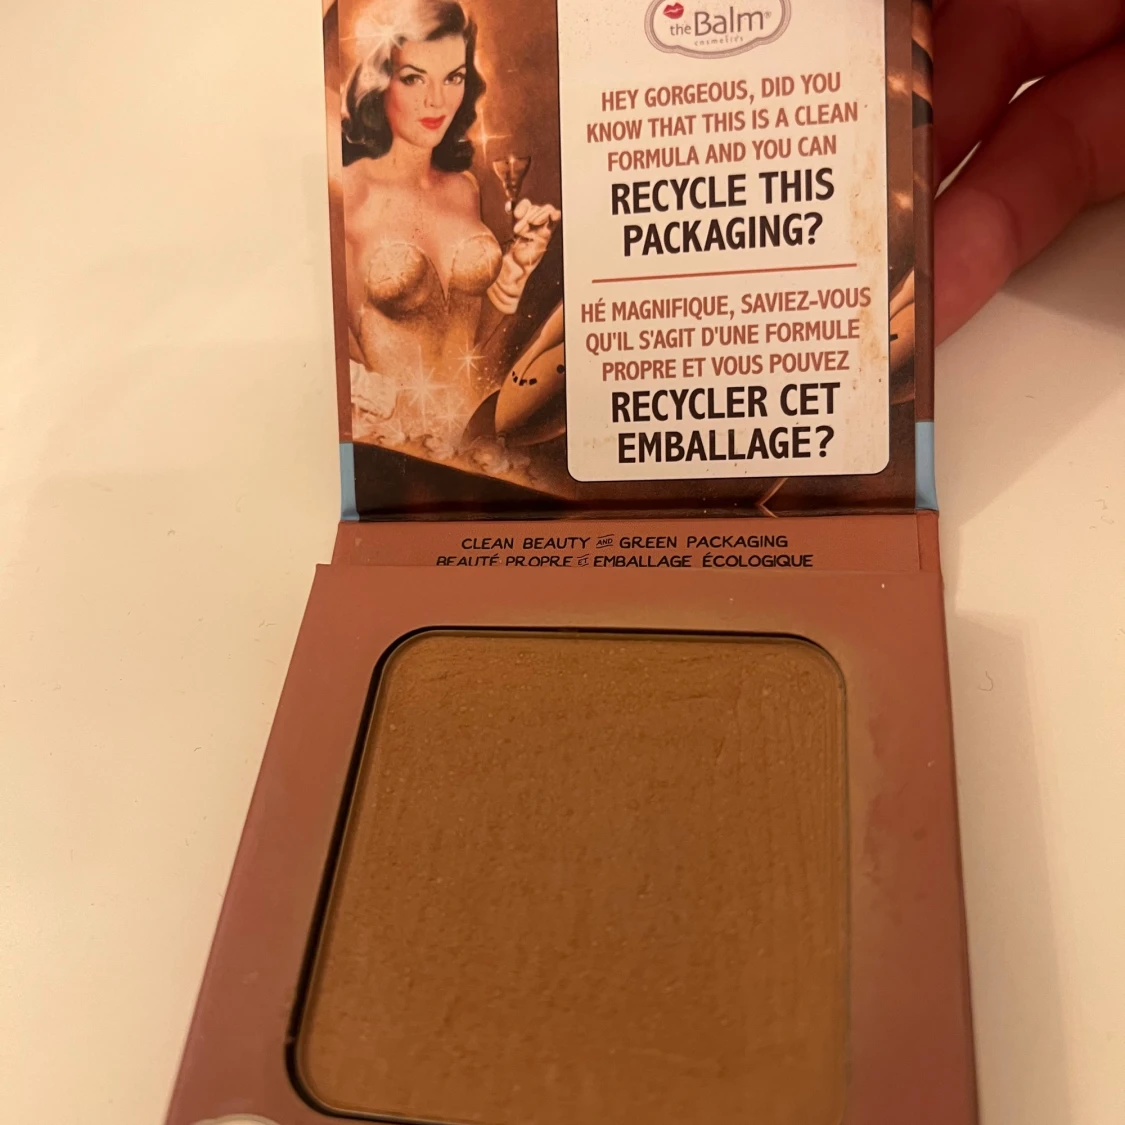 the Balm®
cosmetics
HEY GORGEOUS, DID YOU
KNOW THAT THIS IS A CLEAN
FORMULA AND YOU CAN
RECYCLE THIS
PACKAGING?
HÉ MAGNIFIQUE, SAVIEZ-VOUS
QU'IL S'AGIT D'UNE FORMULE
PROPRE ET VOUS POUVEZ
RECYCLER CET
EMBALLAGE?
CLEAN BEAUTY AND GREEN PACKAGING
BEAUTÉ PROPRE ET EMBALLAGE ÉCOLOGIQUE